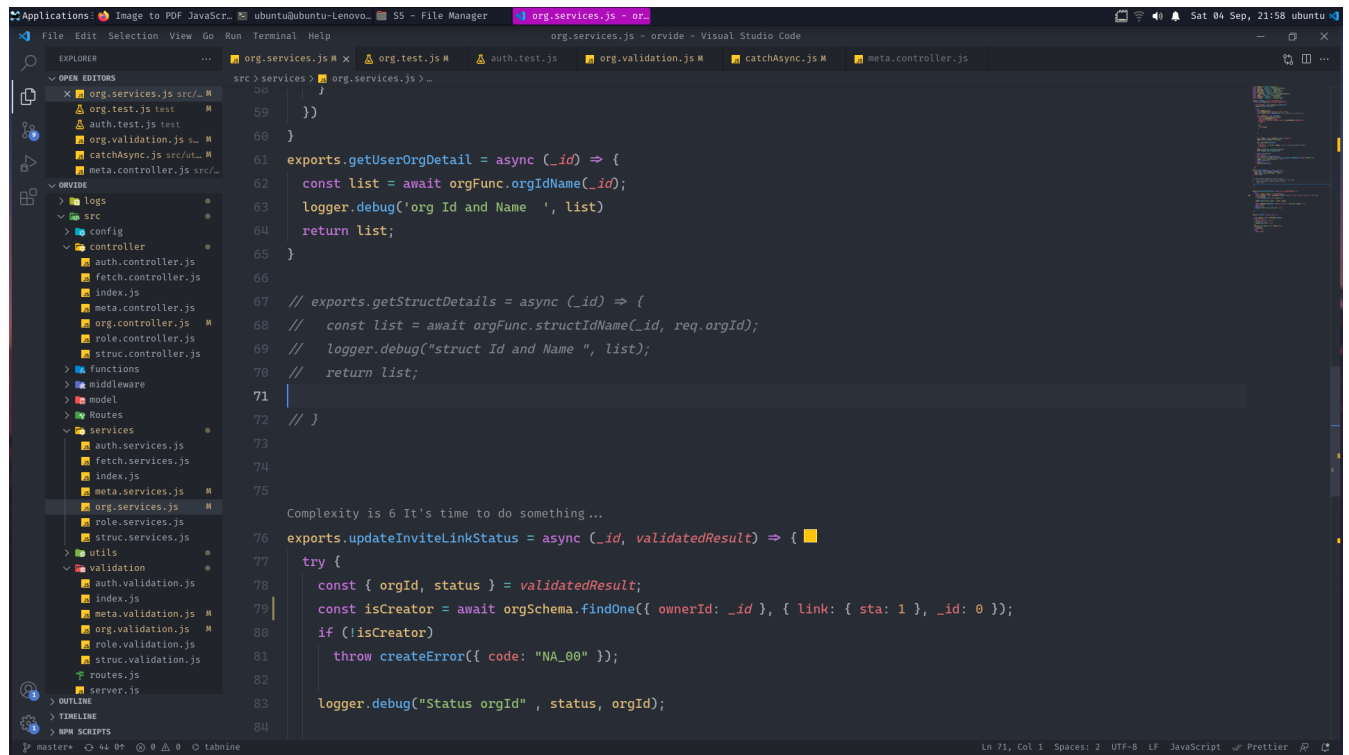 Applications
Image to PDF JavaScr...
ubuntu@ubuntu-Lenovo...
S5 - File Manager
org.services.js - or...
Sat 04 Sep, 21:58 ubuntu
File Edit Selection View Go Run Terminal Help
org.services.js - orvide - Visual Studio Code
EXPLORER
org.services.js M
org.test.js M
auth.test.js
org.validation.js M
catchAsync.js M
meta.controller.js
OPEN EDITORS
org.services.js src/... M
org.test.js test M
auth.test.js test
org.validation.js s... M
catchAsync.js src/ut... M
meta.controller.js src/...
ORVIDE
logs
src
config
controller
auth.controller.js
fetch.controller.js
index.js
meta.controller.js
org.controller.js M
role.controller.js
struc.controller.js
functions
middleware
model
Routes
services
auth.services.js
fetch.services.js
index.js
meta.services.js M
org.services.js M
role.services.js
struc.services.js
utils
validation
auth.validation.js
index.js
meta.validation.js M
org.validation.js M
role.validation.js
struc.validation.js
routes.js
server.js
OUTLINE
TIMELINE
NPM SCRIPTS
src > services > org.services.js > ...
58 }
59 })
60 }
61 exports.getUserOrgDetail = async (_id) => {
62 const list = await orgFunc.orgIdName(_id);
63 logger.debug('org Id and Name  ', list)
64 return list;
65 }
66
67 // exports.getStructDetails = async (_id) => {
68 //   const list = await orgFunc.structIdName(_id, req.orgId);
69 //   logger.debug("struct Id and Name ", list);
70 //   return list;
71
72 // }
73
74
75
Complexity is 6 It's time to do something...
76 exports.updateInviteLinkStatus = async (_id, validatedResult) => {
77 try {
78 const { orgId, status } = validatedResult;
79 const isCreator = await orgSchema.findOne({ ownerId: _id }, { link: { sta: 1 }, _id: 0 });
80 if (!isCreator)
81 throw createError({ code: "NA_00" });
82
83 logger.debug("Status orgId" , status, orgId);
84
master* 4↓ 0↑ 0 0 tabnine
Ln 71, Col 1 Spaces: 2 UTF-8 LF JavaScript Prettier